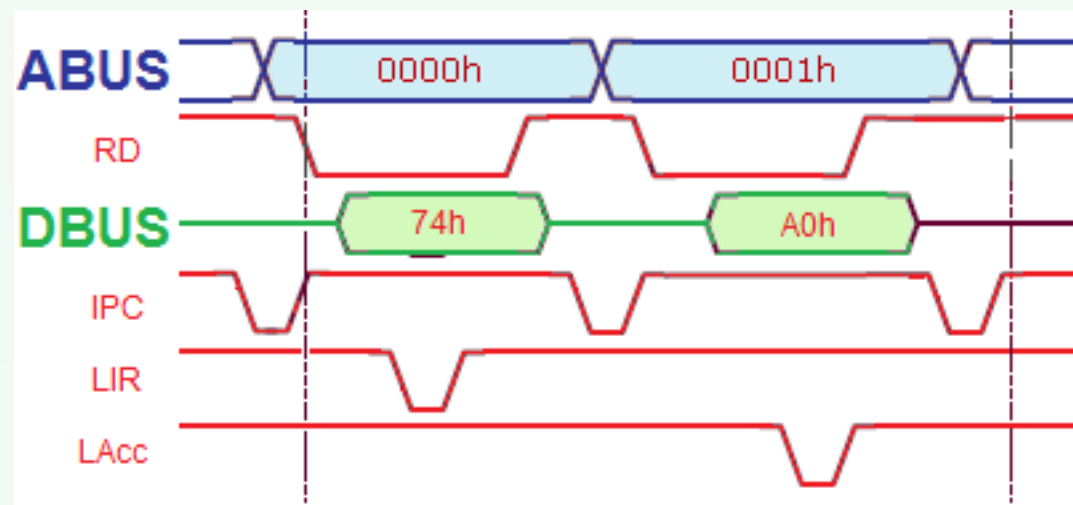 ABUS 0000h 0001h
RD
DBUS 74h A0h
IPC
LIR
LAcc